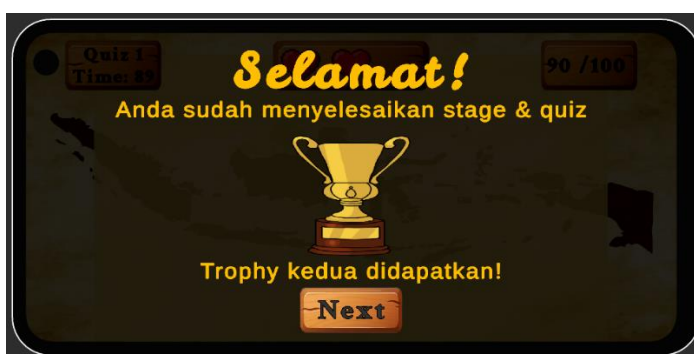 Quiz 1
Time: 89
90 /100
Selamat!
Anda sudah menyelesaikan stage & quiz
Trophy kedua didapatkan!
Next